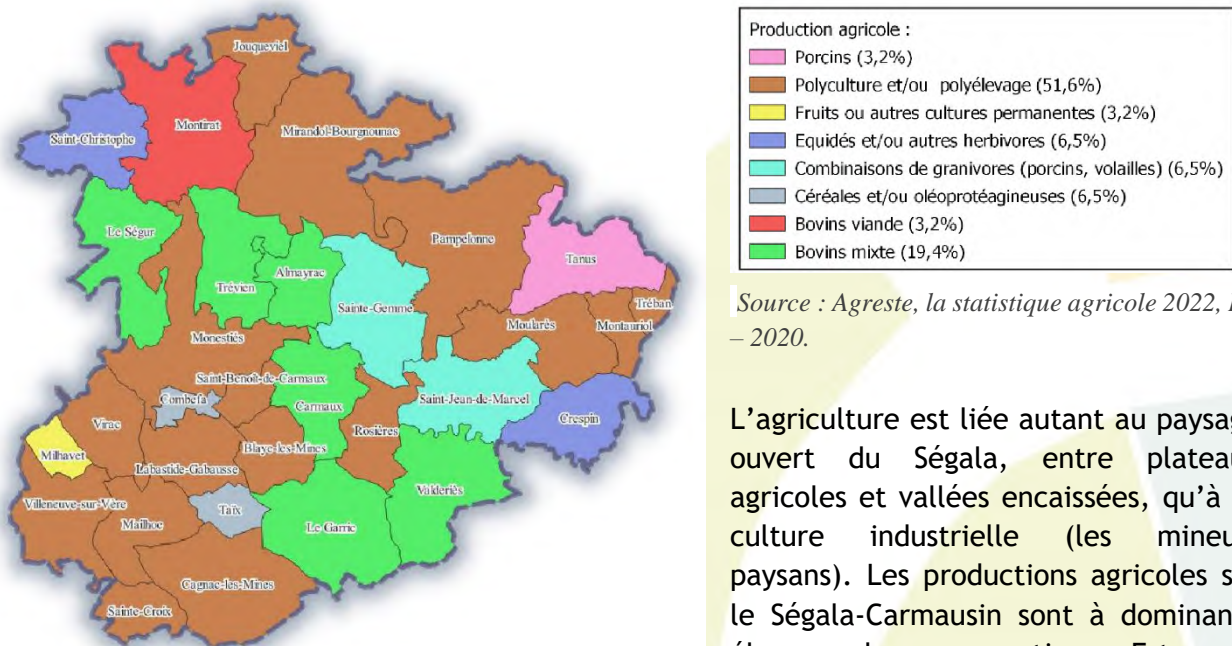 Jouqueviel
Saint-Christophe
Montirat
Mirandol-Bourgnounac
Le Ségur
Pampelonne
Tanus
Almayrac
Trévien
Sainte-Gemme
Tréban
Moularès
Montauriol
Monestiés
Saint-Benoît-de-Carmaux
Combefa
Carmaux
Saint-Jean-de-Marcel
Crespin
Virac
Rosières
Blaye-les-Mines
Milhavet
Labastide-Gabausse
Valderiès
Villeneuve-sur-Vère
Taïx
Mailhoc
Le Garric
Cagnac-les-Mines
Sainte-Croix
Production agricole :
Porcins (3,2%)
Polyculture et/ou polyélevage (51,6%)
Fruits ou autres cultures permanentes (3,2%)
Equidés et/ou autres herbivores (6,5%)
Combinaisons de granivores (porcins, volailles) (6,5%)
Céréales et/ou oléoprotéagineuses (6,5%)
Bovins viande (3,2%)
Bovins mixte (19,4%)
Source : Agreste, la statistique agricole 2022,
– 2020.
L’agriculture est liée autant au paysag
ouvert du Ségala, entre plateau
agricoles et vallées encaissées, qu’à
culture industrielle (les mineu
paysans). Les productions agricoles s
le Ségala-Carmausin sont à dominan